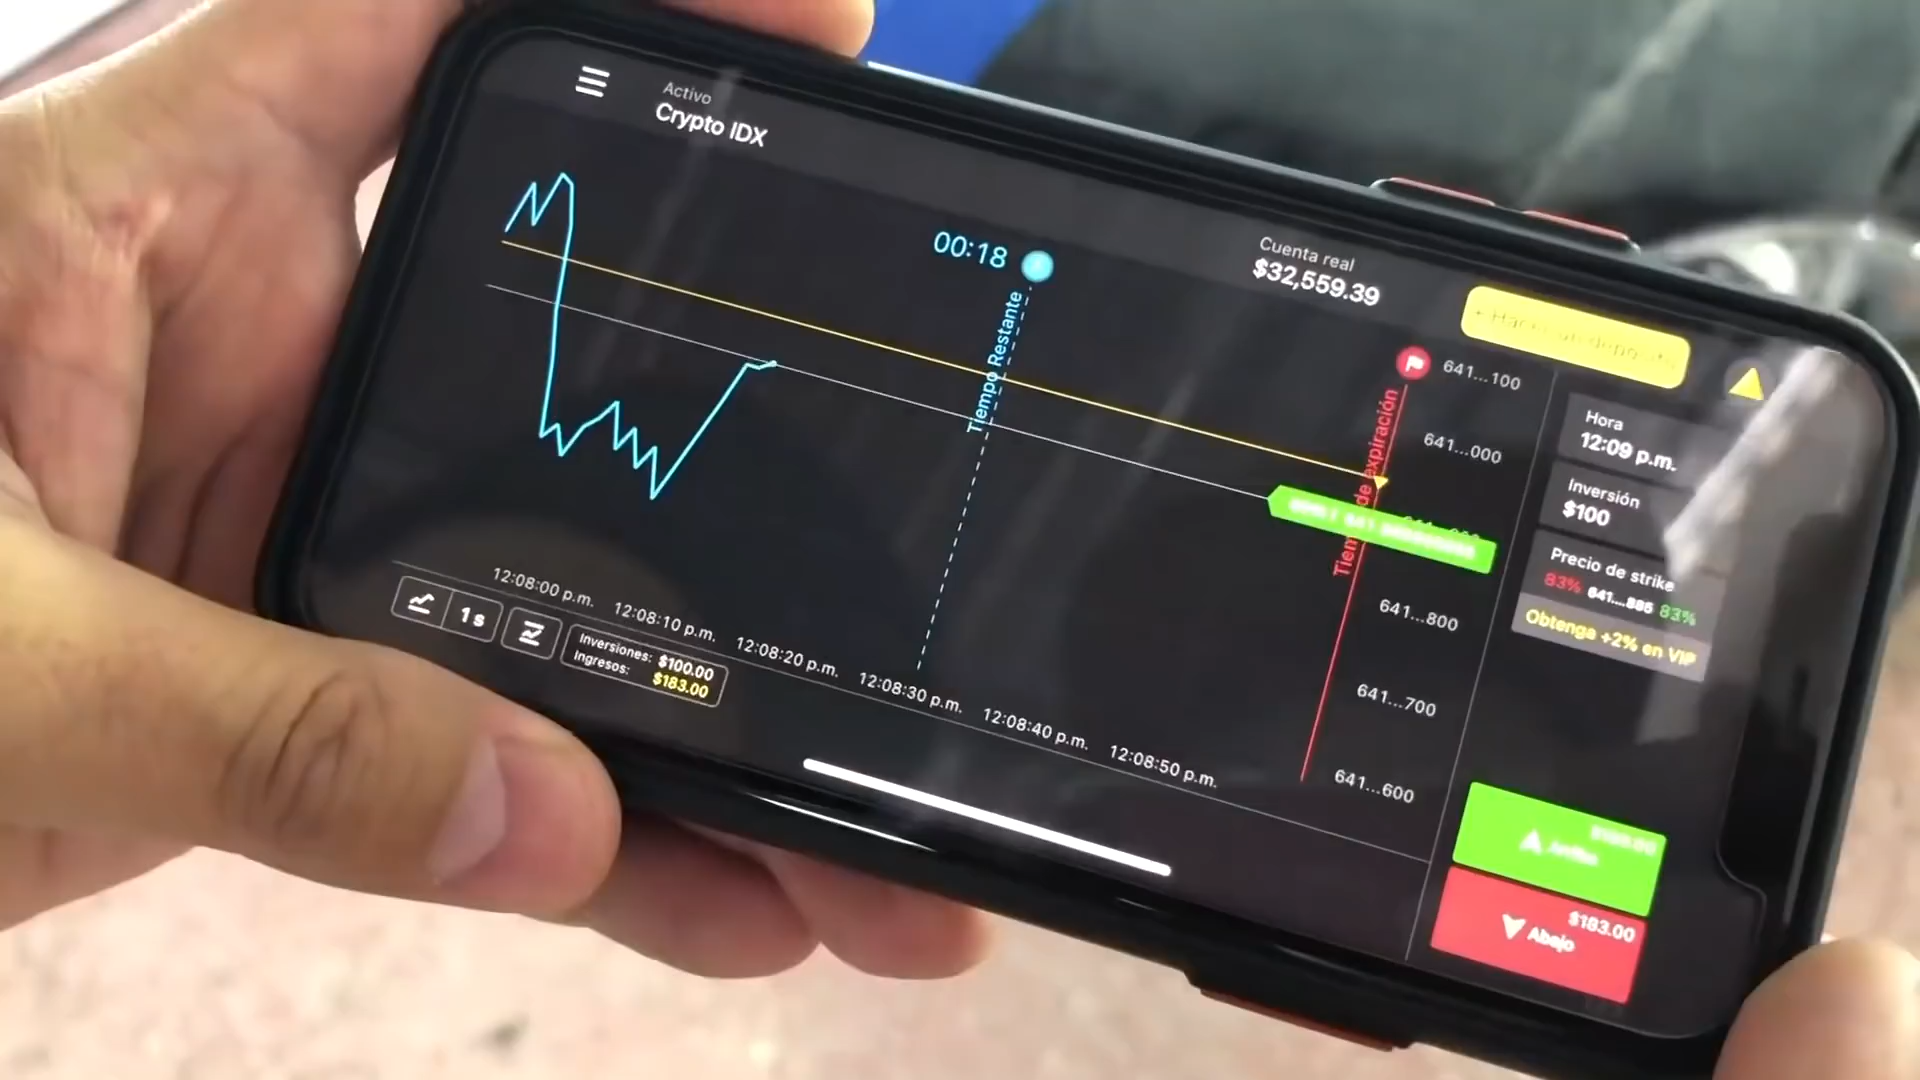 Activo
Crypto IDX
00:18
Tiempo Restante
Cuenta real
$32,559.39
641...100
641...000
641...800
641...700
641...600
de expiración
Hora
12:09 p.m.
Inversión
$100
Precio de strike
83% 641....885 83%
Obtenga +2% en VIP
12:08:00 p.m.
12:08:10 p.m.
12:08:20 p.m.
12:08:30 p.m.
12:08:40 p.m.
12:08:50 p.m.
1 s
Inversiones: $100.00
Ingresos: $183.00
$183.00
Abajo